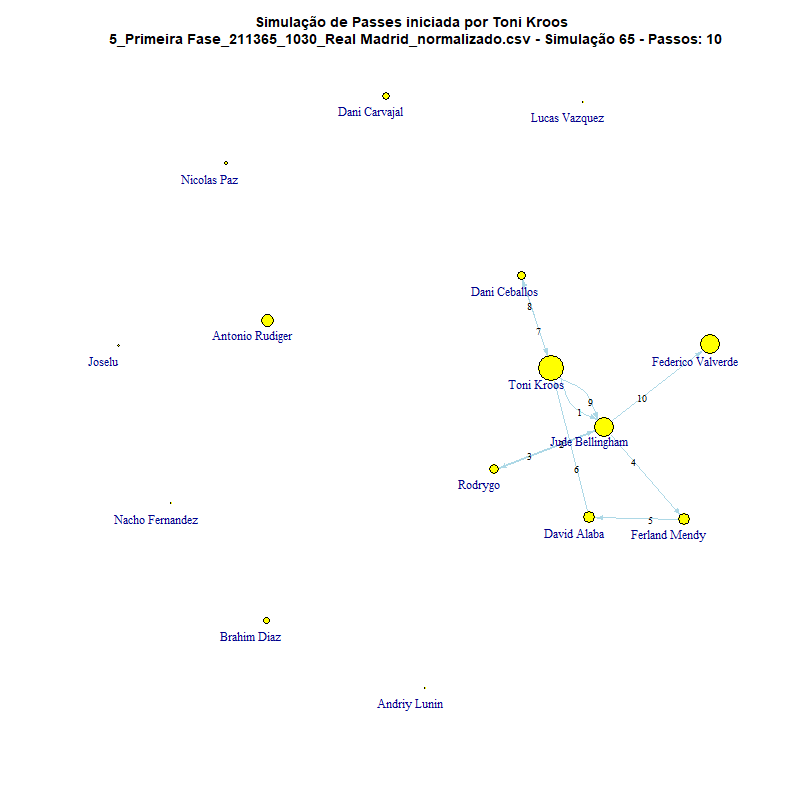 Simulação de Passes iniciada por Toni Kroos
5_Primeira Fase_211365_1030_Real Madrid_normalizado.csv - Simulação 65 - Passos: 10
Dani Carvajal
Lucas Vazquez
Nicolas Paz
Dani Ceballos
8
7
Antonio Rudiger
Joselu
Federico Valverde
Toni Kroos
9
10
1
Jude Bellingham
3
4
6
Rodrygo
Nacho Fernandez
5
David Alaba
Ferland Mendy
Brahim Diaz
Andriy Lunin